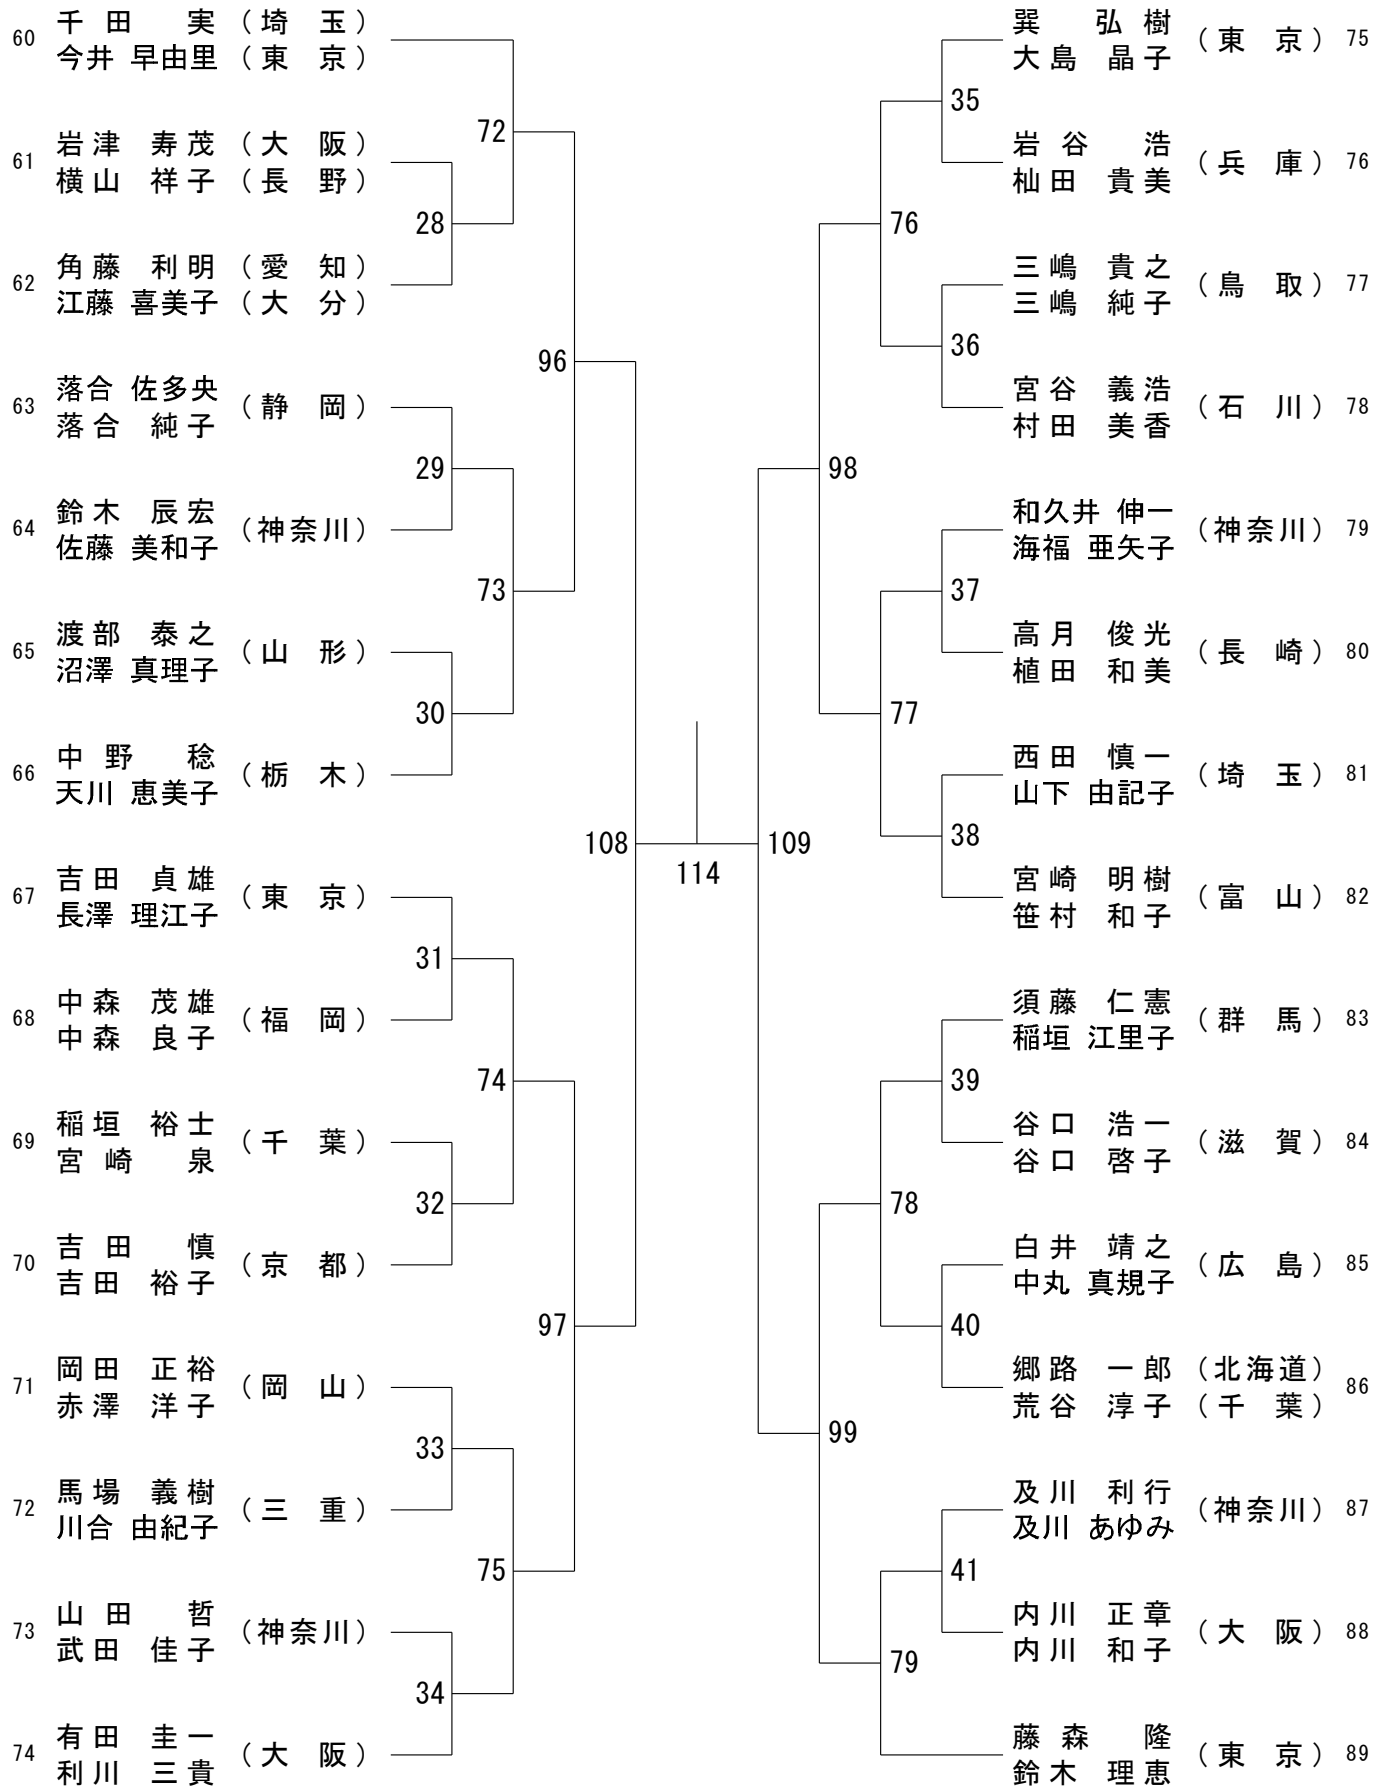 60 千田 実 (埼 玉)
今井 早由里 (東 京)
72
61 岩津 寿茂 (大 阪)
横山 祥子 (長 野)
28
62 角藤 利明 (愛 知)
江藤 喜美子 (大 分)
96
63 落合 佐多央 (静 岡)
落合 純子
29
64 鈴木 辰宏 (神奈川)
佐藤 美和子
73
65 渡部 泰之 (山 形)
沼澤 真理子
30
66 中野 稔 (栃 木)
天川 恵美子
108
67 吉田 貞雄 (東 京)
長澤 理江子
31
68 中森 茂雄 (福 岡)
中森 良子
74
69 稲垣 裕士 (千 葉)
宮崎 泉
32
70 吉田 慎 (京 都)
吉田 裕子
97
71 岡田 正裕 (岡 山)
赤澤 洋子
33
72 馬場 義樹 (三 重)
川合 由紀子
75
73 山田 哲 (神奈川)
武田 佳子
34
74 有田 圭一 (大 阪)
利川 三貴
114
巽 弘樹 (東 京) 75
大島 晶子
35
岩谷 浩 (兵 庫) 76
杣田 貴美
76
三嶋 貴之 (鳥 取) 77
三嶋 純子
36
宮谷 義浩 (石 川) 78
村田 美香
98
和久井 伸一 (神奈川) 79
海福 亜矢子
37
高月 俊光 (長 崎) 80
植田 和美
77
西田 慎一 (埼 玉) 81
山下 由記子
38
宮崎 明樹 (富 山) 82
笹村 和子
109
須藤 仁憲 (群 馬) 83
稲垣 江里子
39
谷口 浩一 (滋 賀) 84
谷口 啓子
78
白井 靖之 (広 島) 85
中丸 真規子
40
郷路 一郎 (北海道) 86
荒谷 淳子 (千 葉)
99
及川 利行 (神奈川) 87
及川 あゆみ
41
内川 正章 (大 阪) 88
内川 和子
79
藤森 隆 (東 京) 89
鈴木 理恵